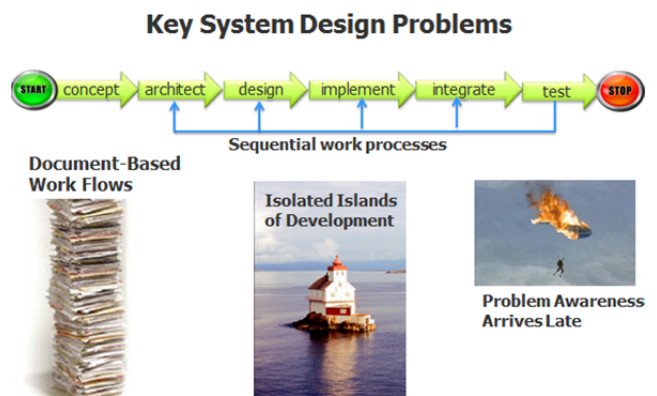 Key System Design Problems
START concept architect design implement integrate test STOP
Sequential work processes
Document-Based
Work Flows
Isolated Islands
of Development
Problem Awareness
Arrives Late